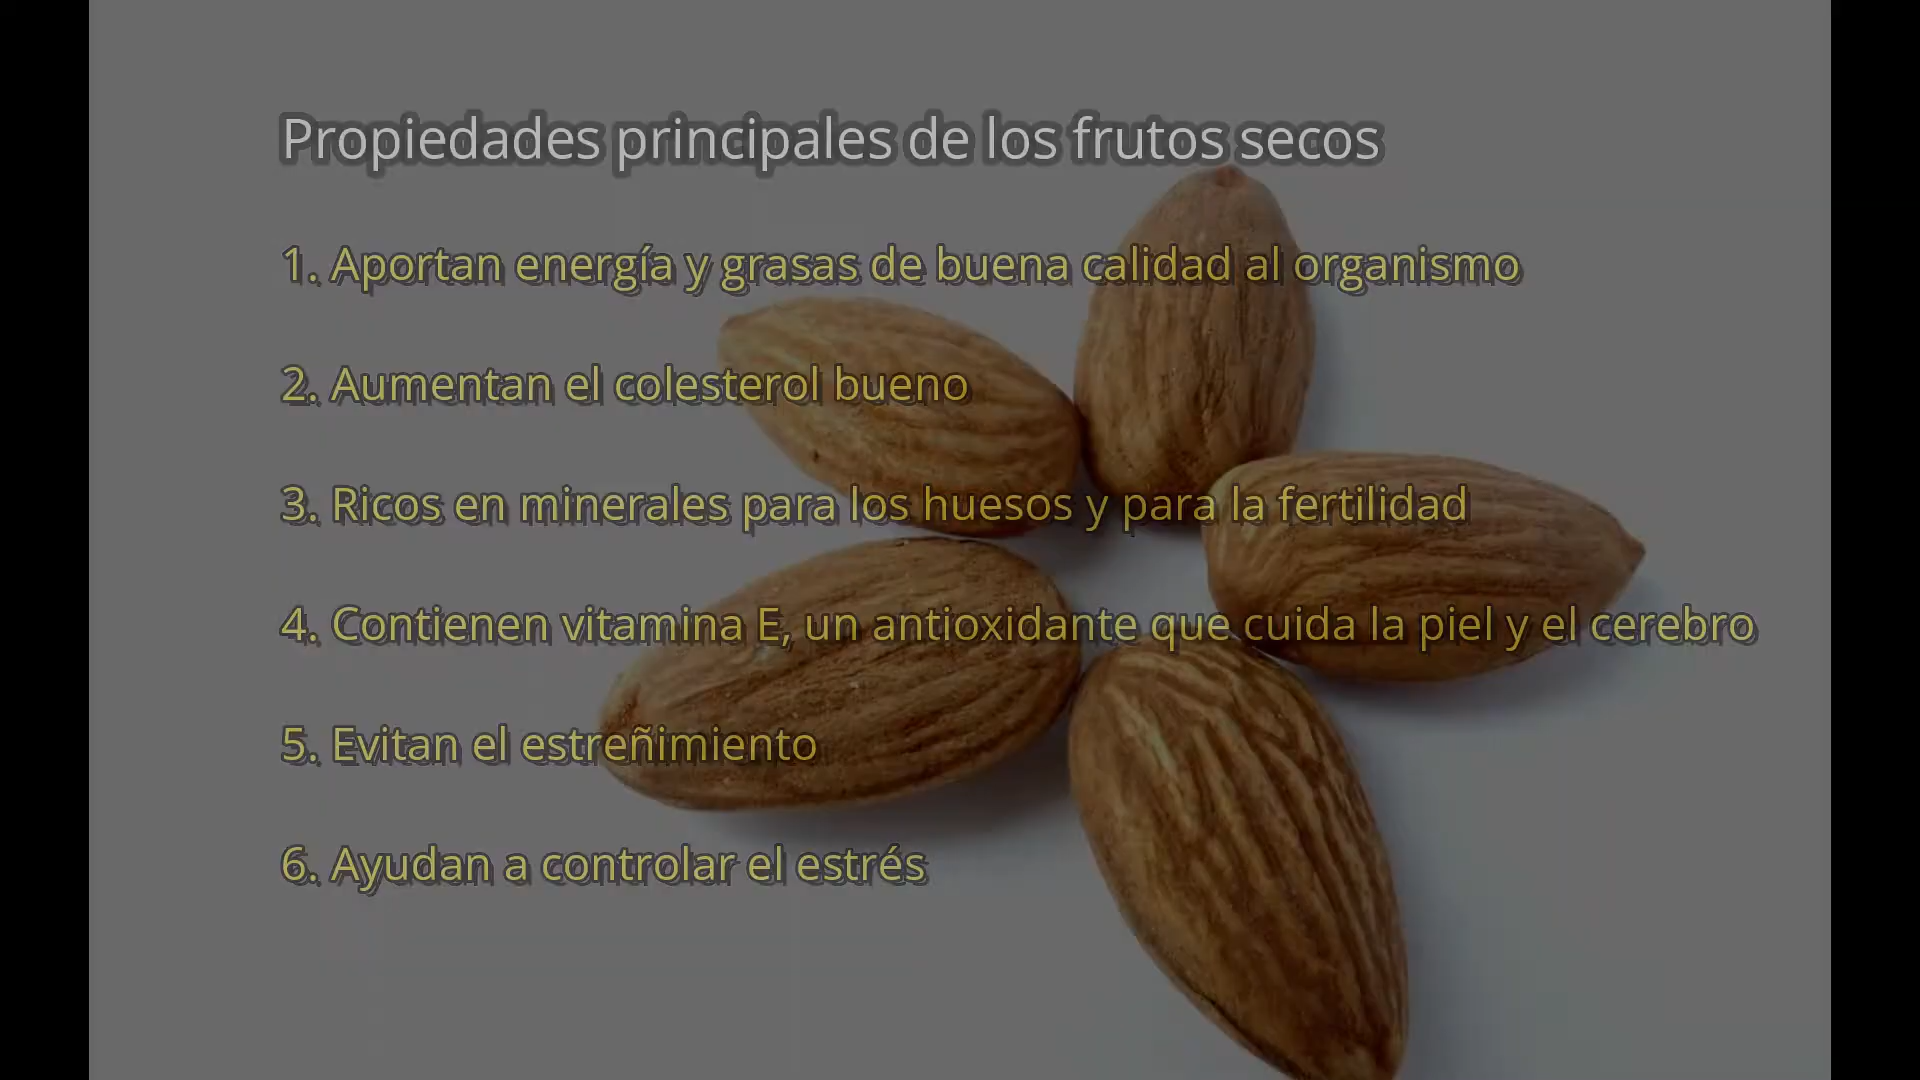 Propiedades principales de los frutos secos
1. Aportan energía y grasas de buena calidad al organismo
2. Aumentan el colesterol bueno
3. Ricos en minerales para los huesos y para la fertilidad
4. Contienen vitamina E, un antioxidante que cuida la piel y el cerebro
5. Evitan el estreñimiento
6. Ayudan a controlar el estrés